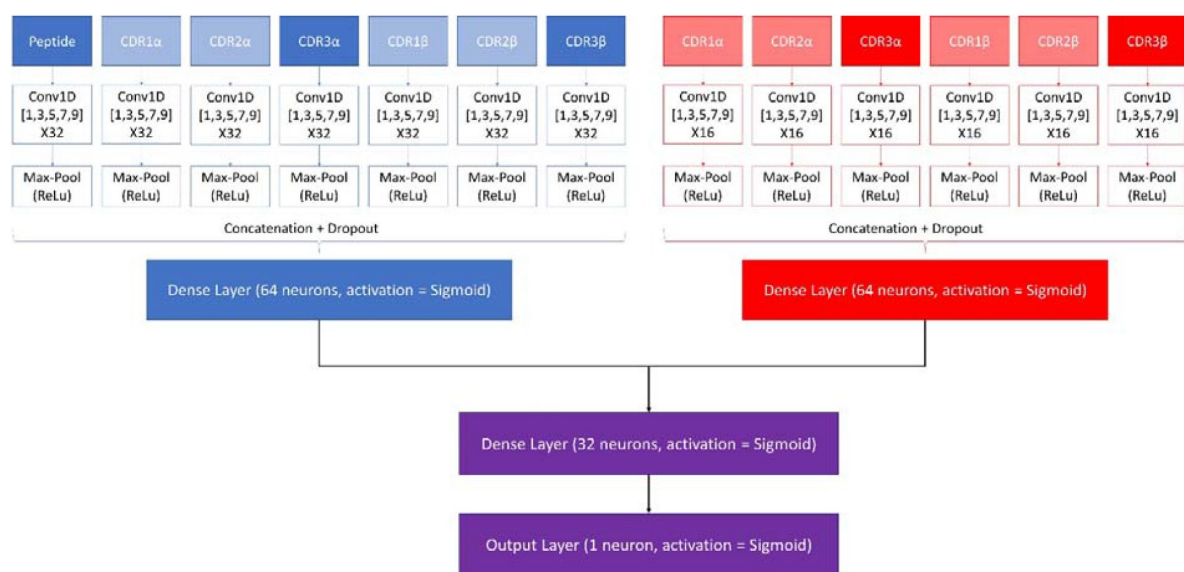 Peptide CDR1α CDR2α CDR3α CDR1β CDR2β CDR3β CDR1α CDR2α CDR3α CDR1β CDR2β CDR3β
Conv1D Conv1D Conv1D Conv1D Conv1D Conv1D Conv1D Conv1D Conv1D Conv1D Conv1D Conv1D Conv1D
[1,3,5,7,9] [1,3,5,7,9] [1,3,5,7,9] [1,3,5,7,9] [1,3,5,7,9] [1,3,5,7,9] [1,3,5,7,9] [1,3,5,7,9] [1,3,5,7,9] [1,3,5,7,9] [1,3,5,7,9] [1,3,5,7,9] [1,3,5,7,9]
X32 X32 X32 X32 X32 X32 X32 X16 X16 X16 X16 X16 X16
Max-Pool Max-Pool Max-Pool Max-Pool Max-Pool Max-Pool Max-Pool Max-Pool Max-Pool Max-Pool Max-Pool Max-Pool Max-Pool
(ReLu) (ReLu) (ReLu) (ReLu) (ReLu) (ReLu) (ReLu) (ReLu) (ReLu) (ReLu) (ReLu) (ReLu) (ReLu)
Concatenation + Dropout Concatenation + Dropout
Dense Layer (64 neurons, activation = Sigmoid) Dense Layer (64 neurons, activation = Sigmoid)
Dense Layer (32 neurons, activation = Sigmoid)
Output Layer (1 neuron, activation = Sigmoid)